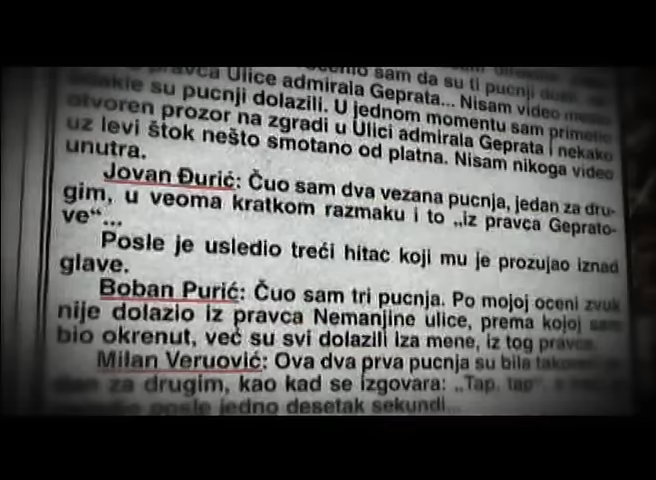 pravca Ulice admirala Geprata... Nisam video
su pucnji dolazili. U jednom momentu sam primetio
otvoren prozor na zgradi u Ulici admirala Geprata i nekako
uz levi štok nešto smotano od platna. Nisam nikoga video
unutra.
Jovan Đurić: Čuo sam dva vezana pucnja, jedan za dru-
gim, u veoma kratkom razmaku i to „iz pravca Geprato-
ve“...
Posle je usledio treći hitac koji mu je prozujao iznad
glave.
Boban Purić: Čuo sam tri pucnja. Po mojoj oceni zvuk
nije dolazio iz pravca Nemanjine ulice, prema kojoj sam
bio okrenut, već su svi dolazili iza mene, iz tog pravca.
Milan Veruović: Ova dva prva pucnja su bila
za drugim, kao kad se izgovara: „Tap, tap“
posle jedno desetak sekundi...